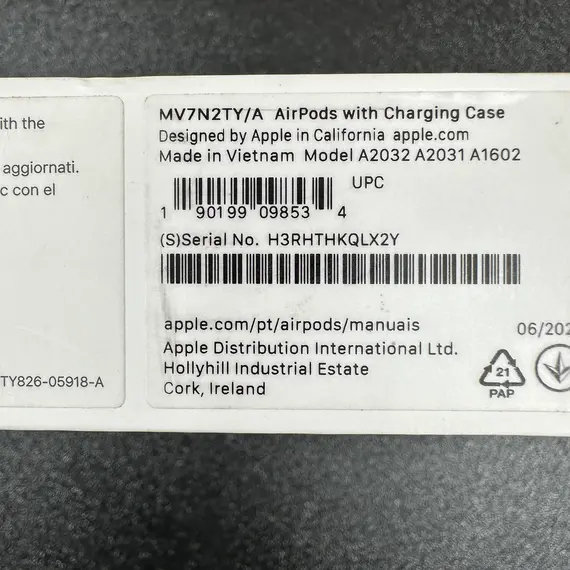 ith the
aggiornati.
c con el
TY826-05918-A
MV7N2TY/A AirPods with Charging Case
Designed by Apple in California apple.com
Made in Vietnam Model A2032 A2031 A1602
UPC
1 90199 09853 4
(S)Serial No. H3RHTHKQLX2Y
apple.com/pt/airpods/manuais
06/202
Apple Distribution International Ltd.
Hollyhill Industrial Estate
Cork, Ireland
21
PAP